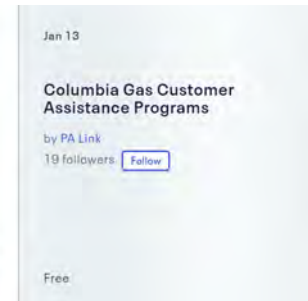 Jan 13
Columbia Gas Customer
Assistance Programs
by PA Link
19 followers
Follow
Free